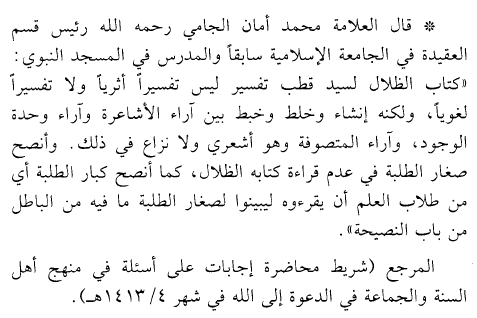 * قال العلامة محمد أمان الجامي رحمه الله رئيس قسم
العقيدة في الجامعة الإسلامية سابقاً والمدرس في المسجد النبوي:
«كتاب الظلال لسيد قطب تفسير ليس تفسيراً أثرياً ولا تفسيراً
لغوياً، ولكنه إنشاء وخلط وخبط بين آراء الأشاعرة وآراء وحدة
الوجود، وآراء المتصوفة وهو أشعري ولا نزاع في ذلك. وأنصح
صغار الطلبة في عدم قراءة كتابه الظلال، كما أنصح كبار الطلبة أي
من طلاب العلم أن يقرءوه ليبينوا لصغار الطلبة ما فيه من الباطل
من باب النصيحة».
المرجع (شريط محاضرة إجابات على أسئلة في منهج أهل
السنة والجماعة في الدعوة إلى الله في شهر ٤/ ١٤١٣هـ).